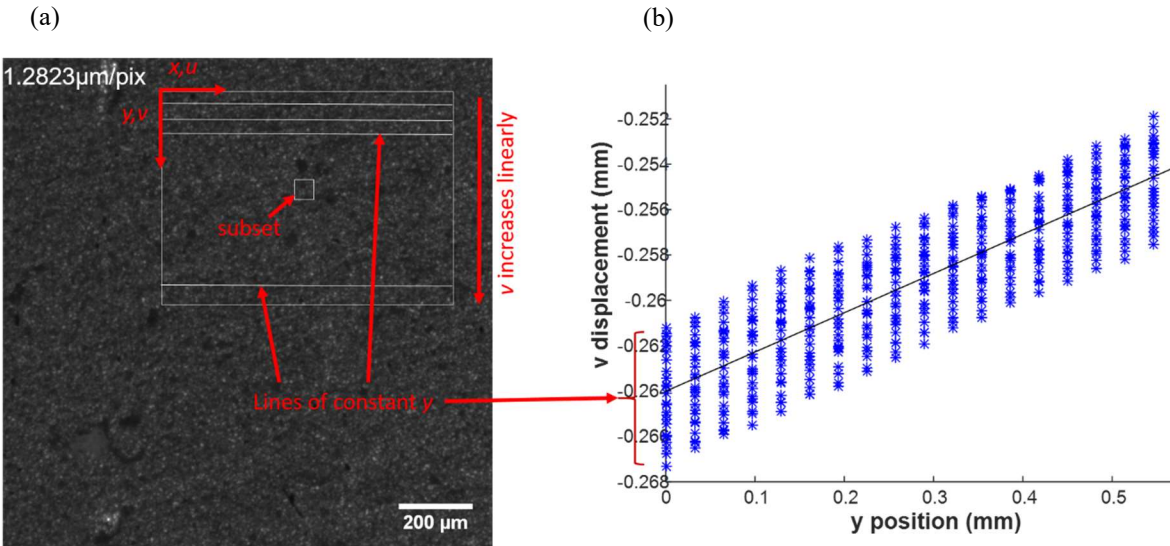 (a)
(b)
1.2823µm/pix
x,u
y,v
v increases linearly
subset
Lines of constant y
200 µm
v displacement (mm)
-0.252
-0.254
-0.256
-0.258
-0.26
-0.262
-0.264
-0.266
-0.268
0
0.1
0.2
0.3
0.4
0.5
y position (mm)